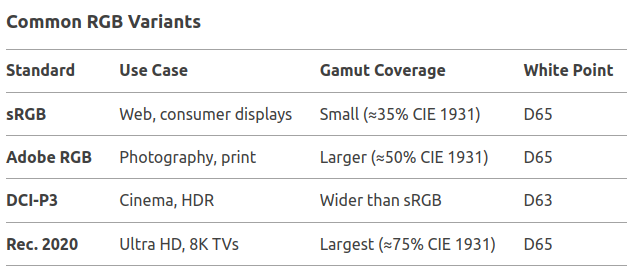 Common RGB Variants
Standard Use Case Gamut Coverage White Point
sRGB Web, consumer displays Small (≈35% CIE 1931) D65
Adobe RGB Photography, print Larger (≈50% CIE 1931) D65
DCI-P3 Cinema, HDR Wider than sRGB D63
Rec. 2020 Ultra HD, 8K TVs Largest (≈75% CIE 1931) D65